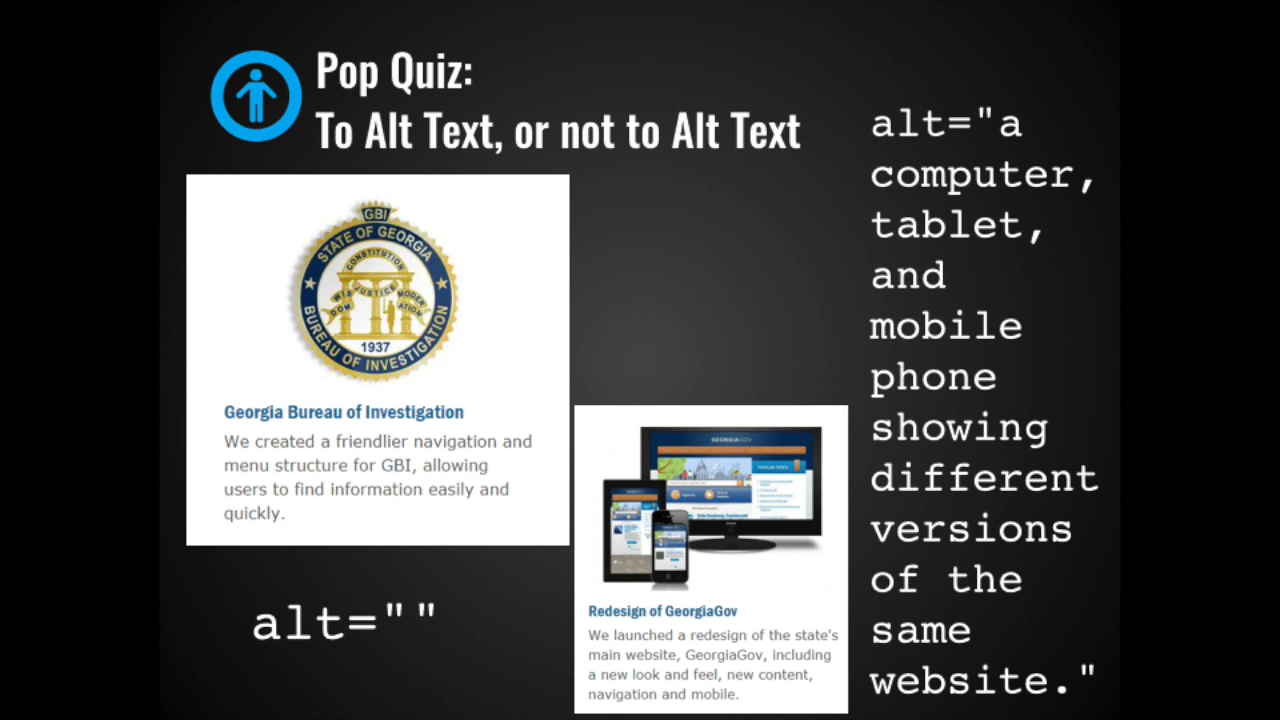 Pop Quiz:
To Alt Text, or not to Alt Text
GBI
STATE OF GEORGIA
CONSTITUTION
WISDOM
JUSTICE
MODERATION
1937
BUREAU OF INVESTIGATION
Georgia Bureau of Investigation
We created a friendlier navigation and
menu structure for GBI, allowing
users to find information easily and
quickly.
alt=""
GEORGIAGOV
POPULAR TOPICS
Redesign of GeorgiaGov
We launched a redesign of the state's
main website, GeorgiaGov, including
a new look and feel, new content,
navigation and mobile.
alt="a
computer,
tablet,
and
mobile
phone
showing
different
versions
of the
same
website."